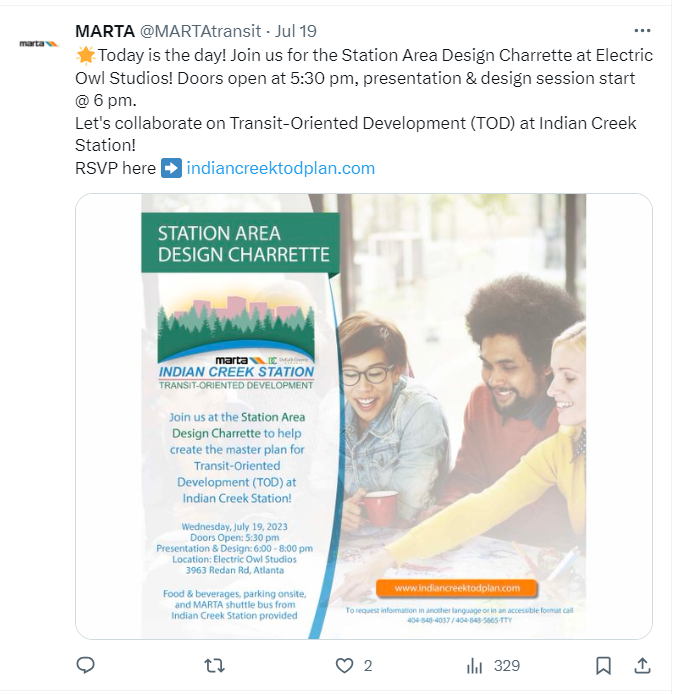 MARTA @MARTAtransit · Jul 19
marta
🌟Today is the day! Join us for the Station Area Design Charrette at Electric
Owl Studios! Doors open at 5:30 pm, presentation & design session start
@ 6 pm.
Let's collaborate on Transit-Oriented Development (TOD) at Indian Creek
Station!
RSVP here ➡️ indiancreektodplan.com
STATION AREA
DESIGN CHARRETTE
marta
INDIAN CREEK STATION
TRANSIT-ORIENTED DEVELOPMENT
Join us at the Station Area
Design Charrette to help
create the master plan for
Transit-Oriented
Development (TOD) at
Indian Creek Station!
Wednesday, July 19, 2023
Doors Open: 5:30 pm
Presentation & Design: 6:00 - 8:00 pm
Location: Electric Owl Studios
3963 Redan Rd, Atlanta
Food & beverages, parking onsite,
and MARTA shuttle bus from
Indian Creek Station provided
www.indiancreektodplan.com
To request information in another language or in an accessible format call
404-848-4037 / 404-848-5665-TTY
2
329